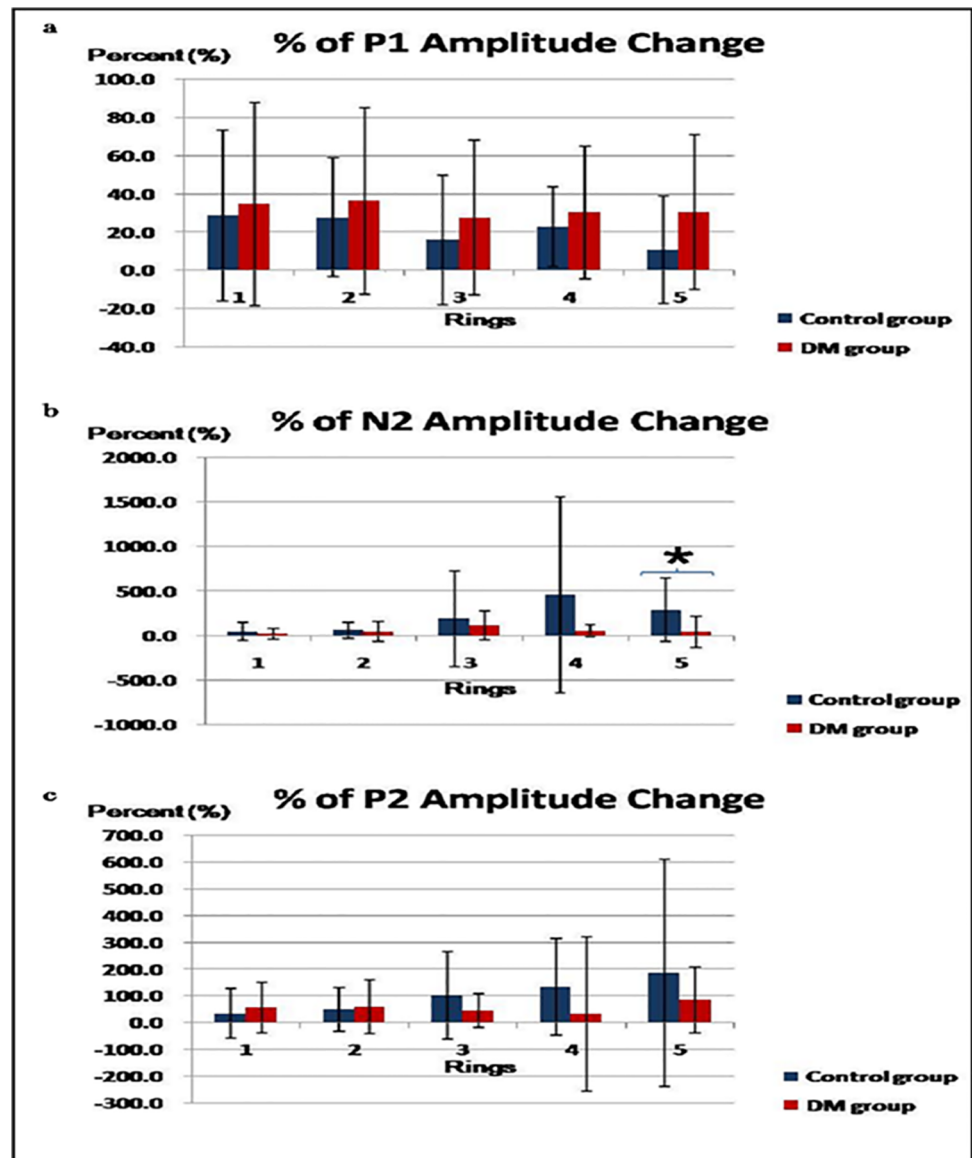 a
% of P1 Amplitude Change
Percent (%)
100.0
80.0
60.0
40.0
20.0
0.0
-20.0
-40.0
1 2 3 4 5
Rings
Control group
DM group
b
% of N2 Amplitude Change
Percent (%)
2000.0
1500.0
1000.0
500.0
0.0
-500.0
-1000.0
*
1 2 3 4 5
Rings
Control group
DM group
c
% of P2 Amplitude Change
Percent (%)
700.0
600.0
500.0
400.0
300.0
200.0
100.0
0.0
-100.0
-200.0
-300.0
1 2 3 4 5
Rings
Control group
DM group